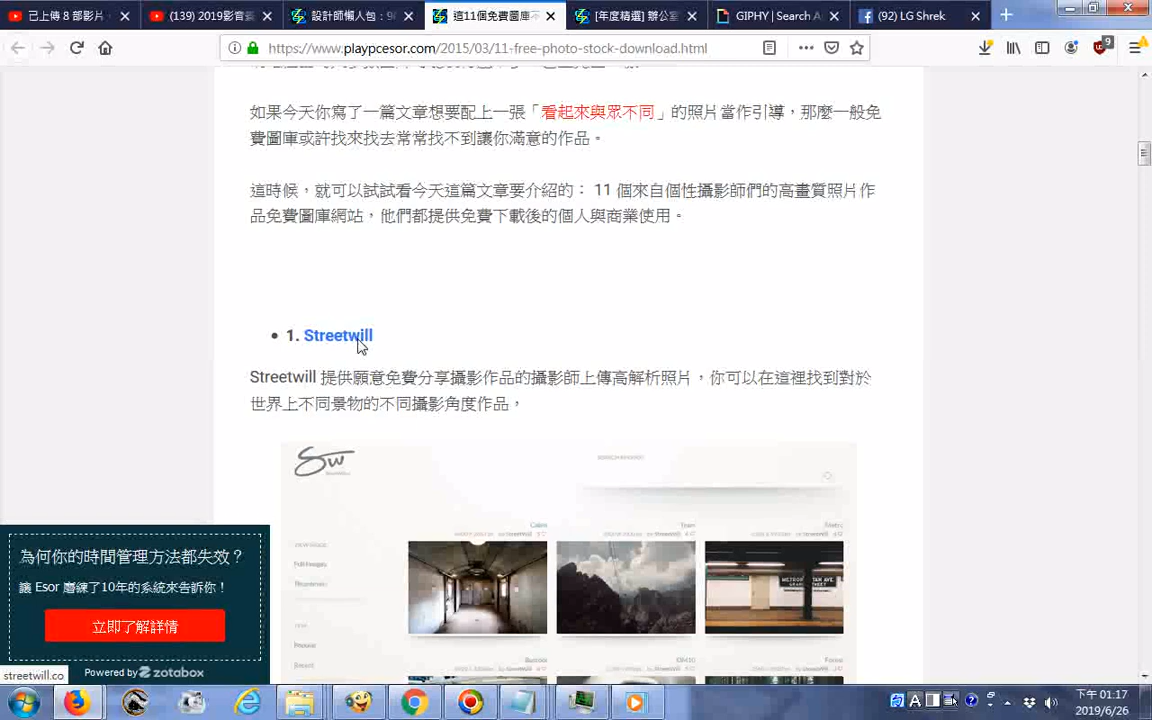 已上傳 8 部影片
(139) 2019影音
設計師懶人包：
這11個免費圖庫
[年度精選] 辦公室
GIPHY | Search
(92) LG Shrek
https://www.playpcesor.com/2015/03/11-free-photo-stock-download.html
9
如果今天你寫了一篇文章想要配上一張「看起來與眾不同」的照片當作引導，那麼一般免
費圖庫或許找來找去常常找不到讓你滿意的作品。
這時候，就可以試試看今天這篇文章要介紹的： 11 個來自個性攝影師們的高畫質照片作
品免費圖庫網站，他們都提供免費下載後的個人與商業使用。
1. Streetwill
Streetwill 提供願意免費分享攝影作品的攝影師上傳高解析照片，你可以在這裡找到對於
世界上不同景物的不同攝影角度作品，
Sw
為何你的時間管理方法都失效？
讓 Esor 磨練了10年的系統來告訴你！
立即了解詳情
Powered by zotabox
streetwill.co
下午 01:17
2019/6/26